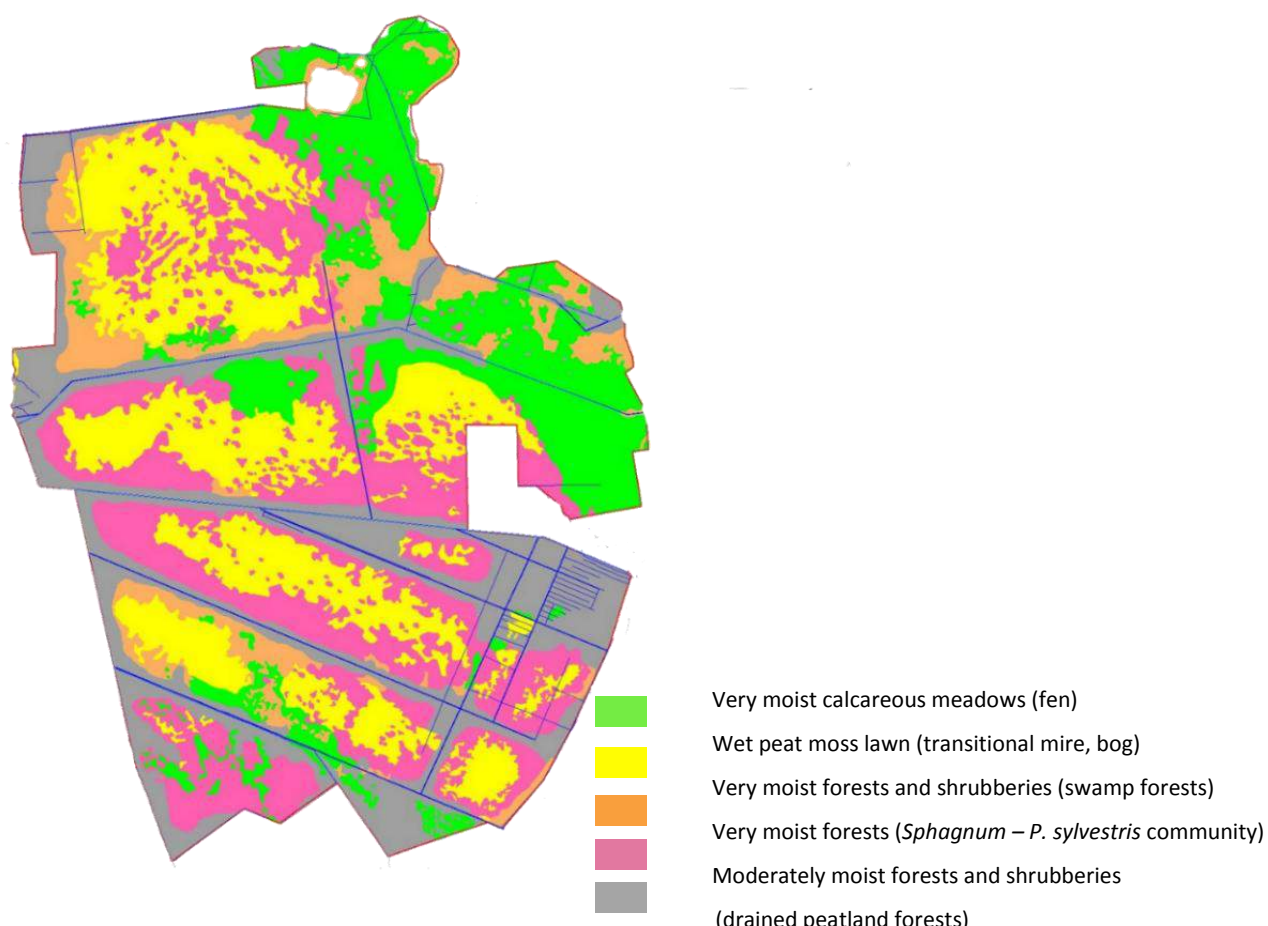 Very moist calcareous meadows (fen)
Wet peat moss lawn (transitional mire, bog)
Very moist forests and shrubberies (swamp forests)
Very moist forests (Sphagnum – P. sylvestris community)
Moderately moist forests and shrubberies
(drained peatland forests)